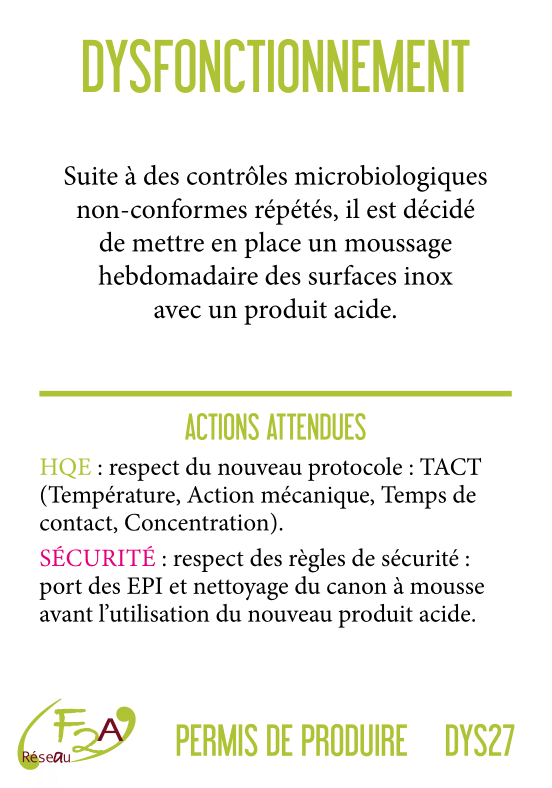 DYSFONCTIONNEMENT
Suite à des contrôles microbiologiques
non-conformes répétés, il est décidé
de mettre en place un moussage
hebdomadaire des surfaces inox
avec un produit acide.
ACTIONS ATTENDUES
HQE : respect du nouveau protocole : TACT
(Température, Action mécanique, Temps de
contact, Concentration).
SÉCURITÉ : respect des règles de sécurité :
port des EPI et nettoyage du canon à mousse
avant l'utilisation du nouveau produit acide.
F2A
Réseau
PERMIS DE PRODUIRE DYS27